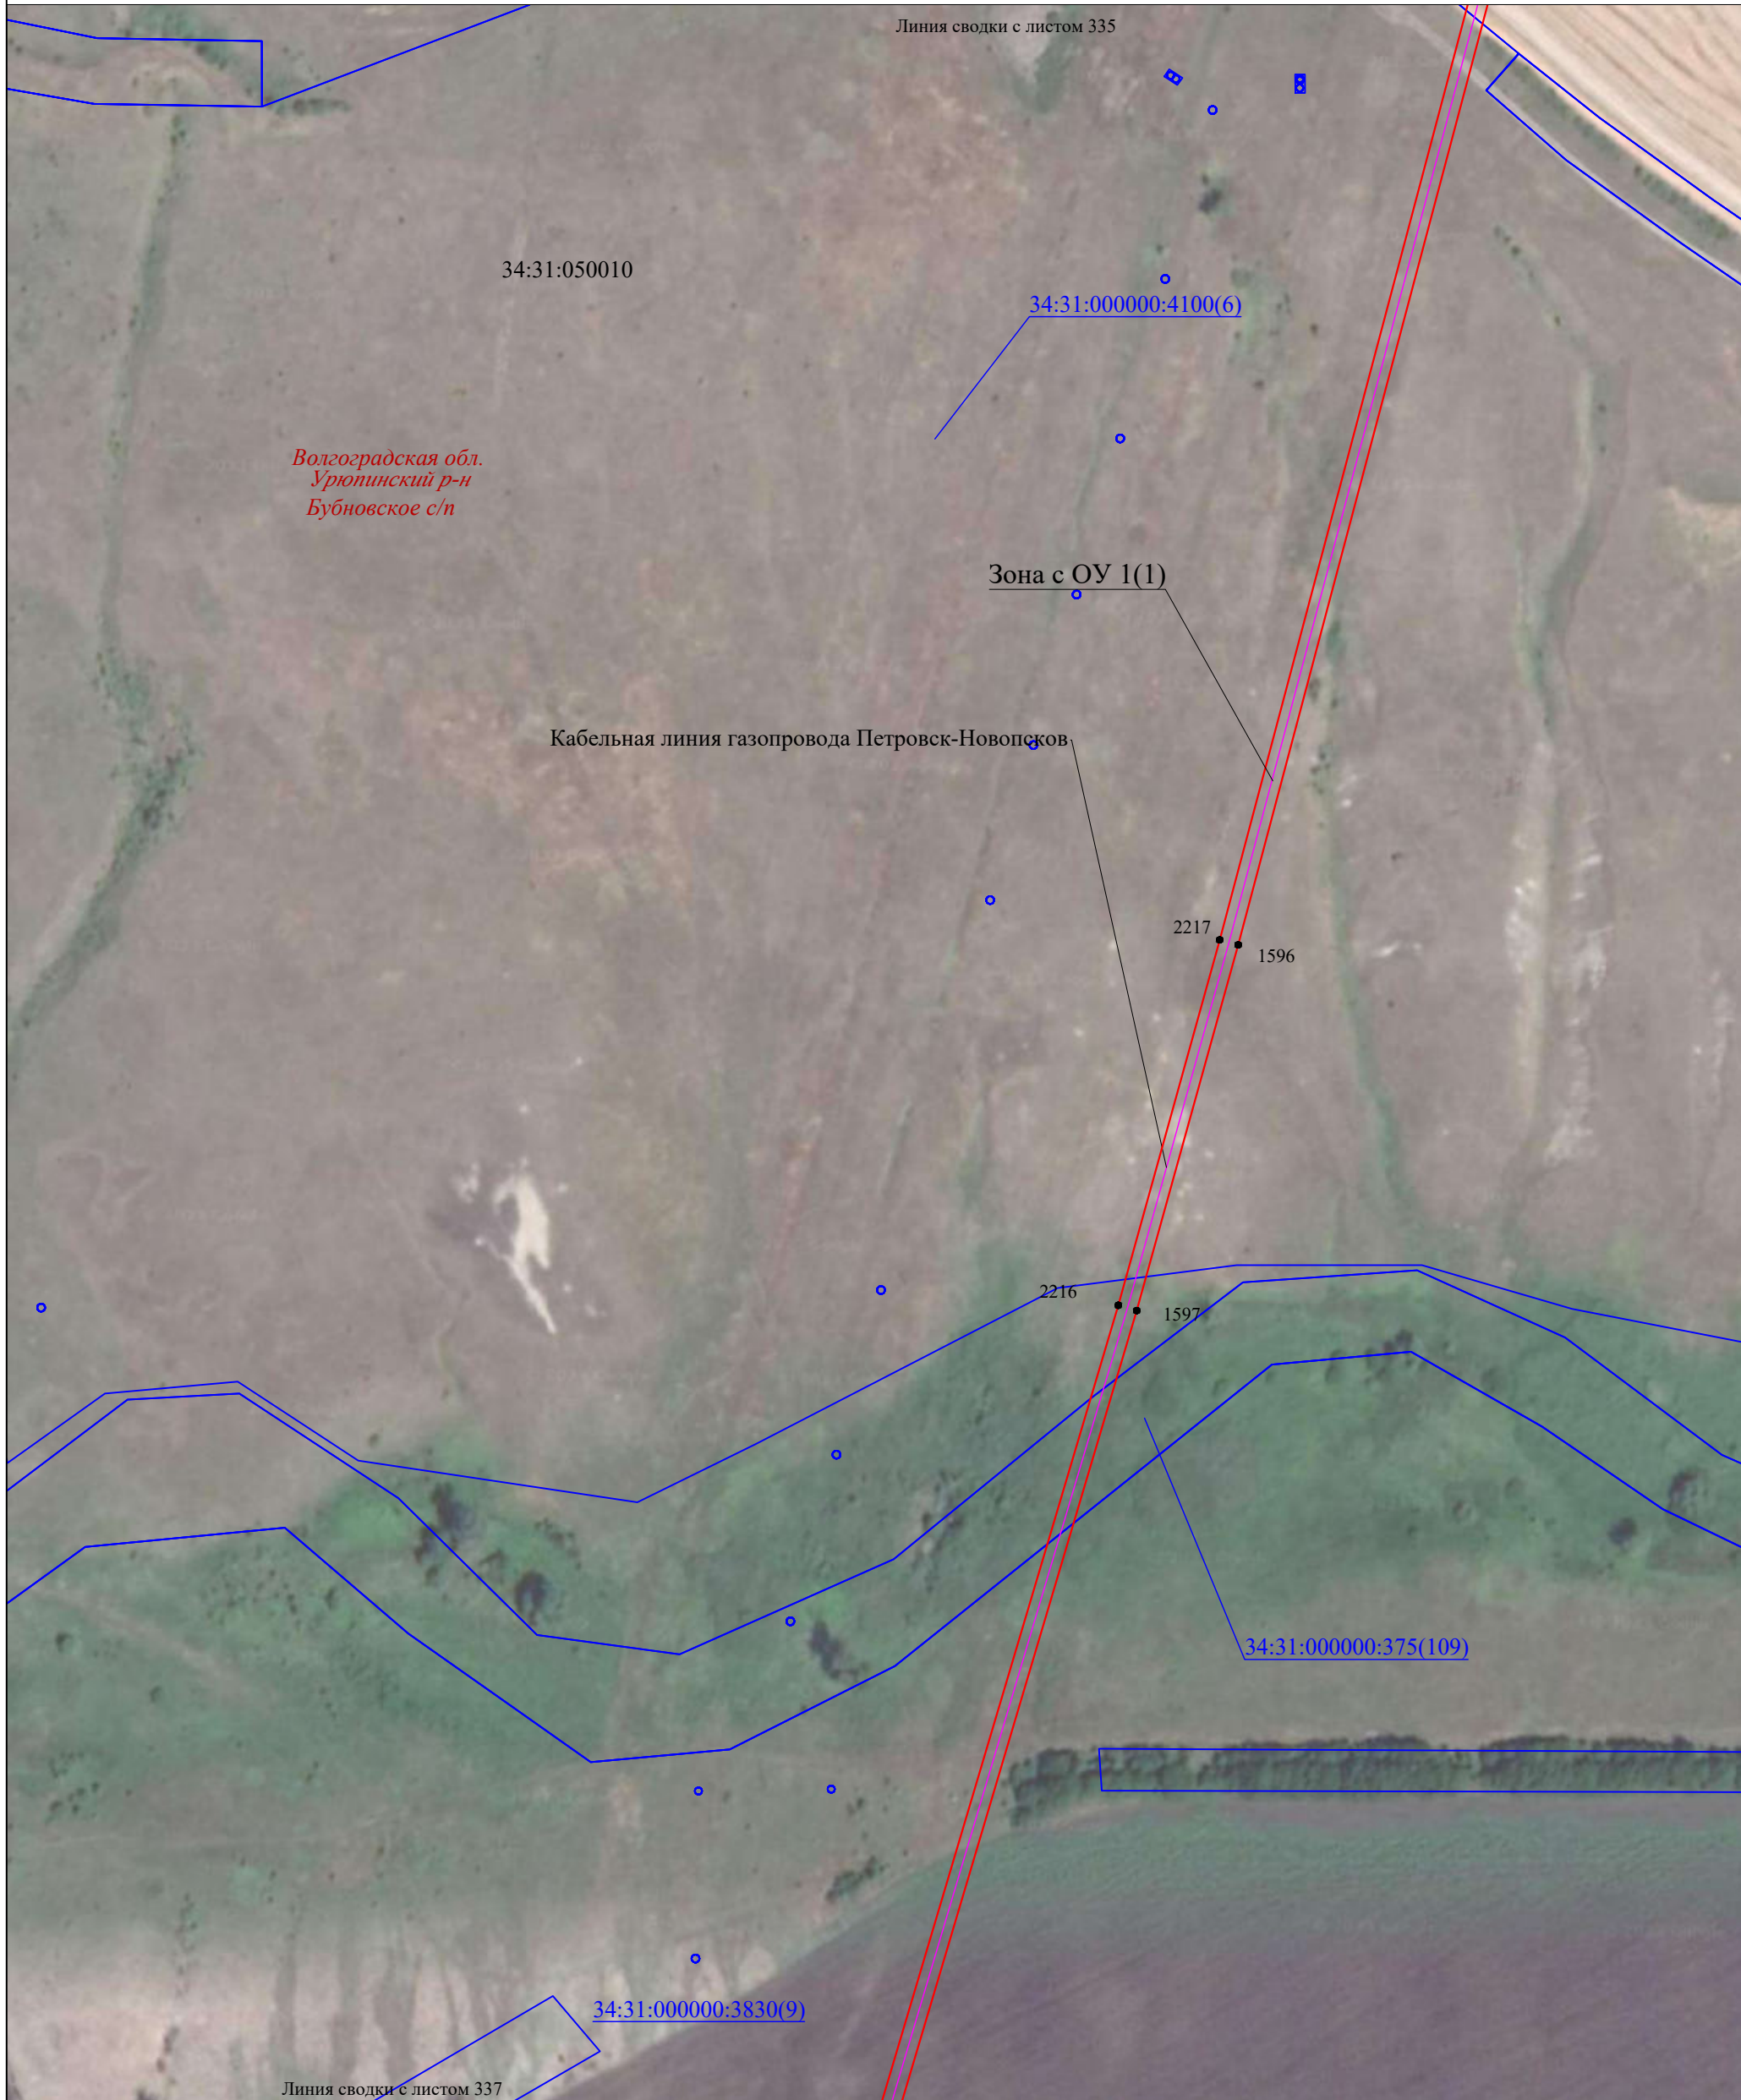 Линия сводки с листом 335
34:31:050010
34:31:000000:4100(6)
Волгоградская обл.
Урюпинский р-н
Бубновское с/п
Зона с ОУ 1(1)
Кабельная линия газопровода Петровск-Новопсков
2217
1596
2216
1597
34:31:000000:375(109)
34:31:000000:3830(9)
Линия сводки с листом 337